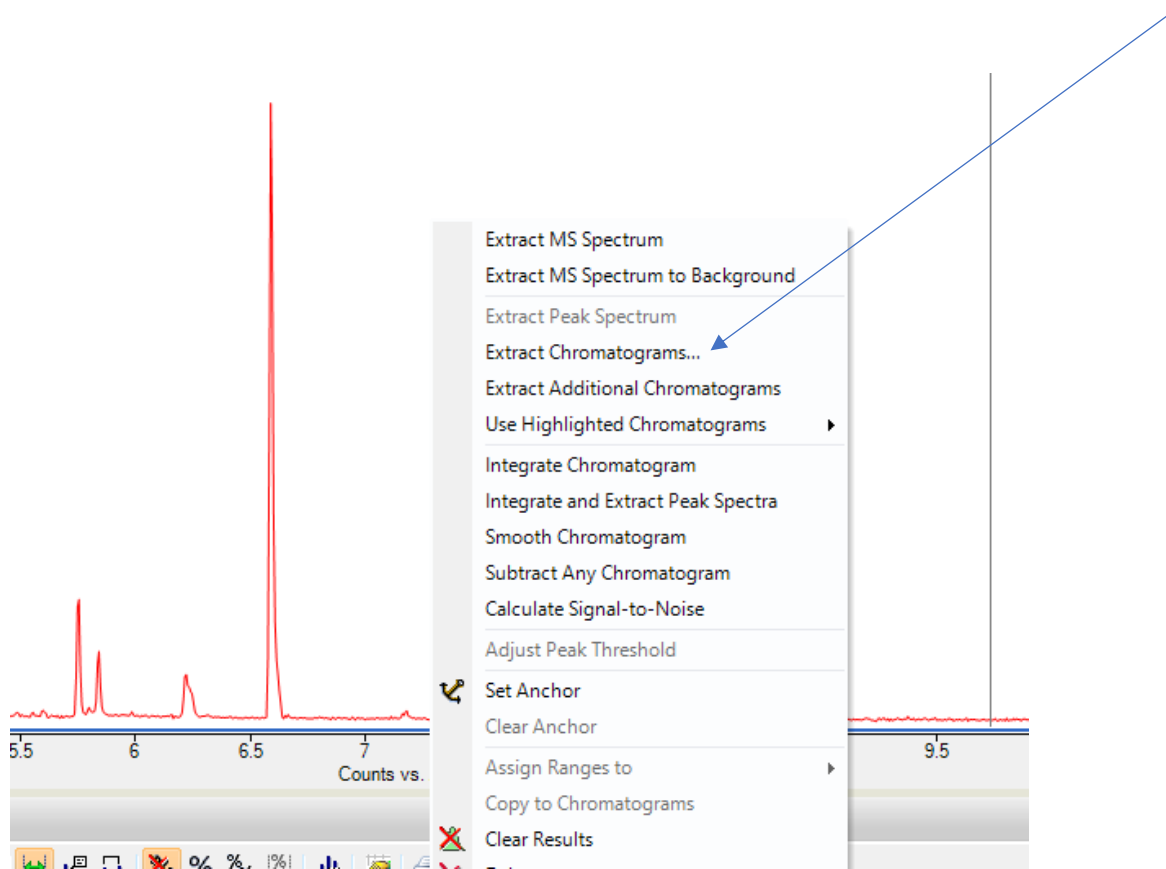 Extract MS Spectrum
Extract MS Spectrum to Background
Extract Peak Spectrum
Extract Chromatograms...
Extract Additional Chromatograms
Use Highlighted Chromatograms
Integrate Chromatogram
Integrate and Extract Peak Spectra
Smooth Chromatogram
Subtract Any Chromatogram
Calculate Signal-to-Noise
Adjust Peak Threshold
Set Anchor
Clear Anchor
5.5 6 6.5 7 9.5
Counts vs.
Assign Ranges to
Copy to Chromatograms
Clear Results